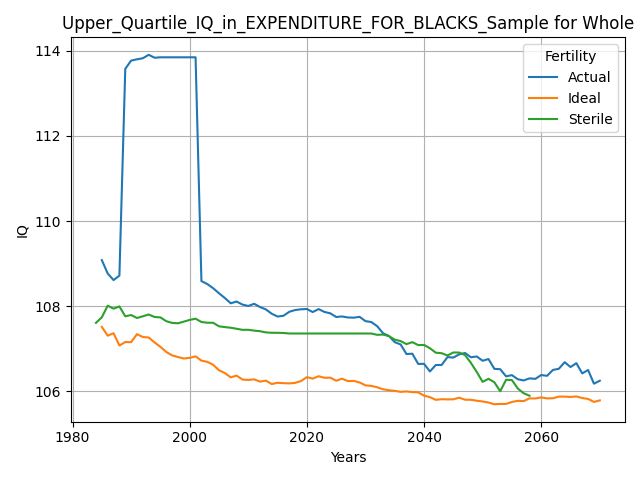 Upper_Quartile_IQ_in_EXPENDITURE_FOR_BLACKS_Sample for Whole
114
112
110
108
106
IQ
1980
2000
2020
2040
2060
Years
Fertility
Actual
Ideal
Sterile